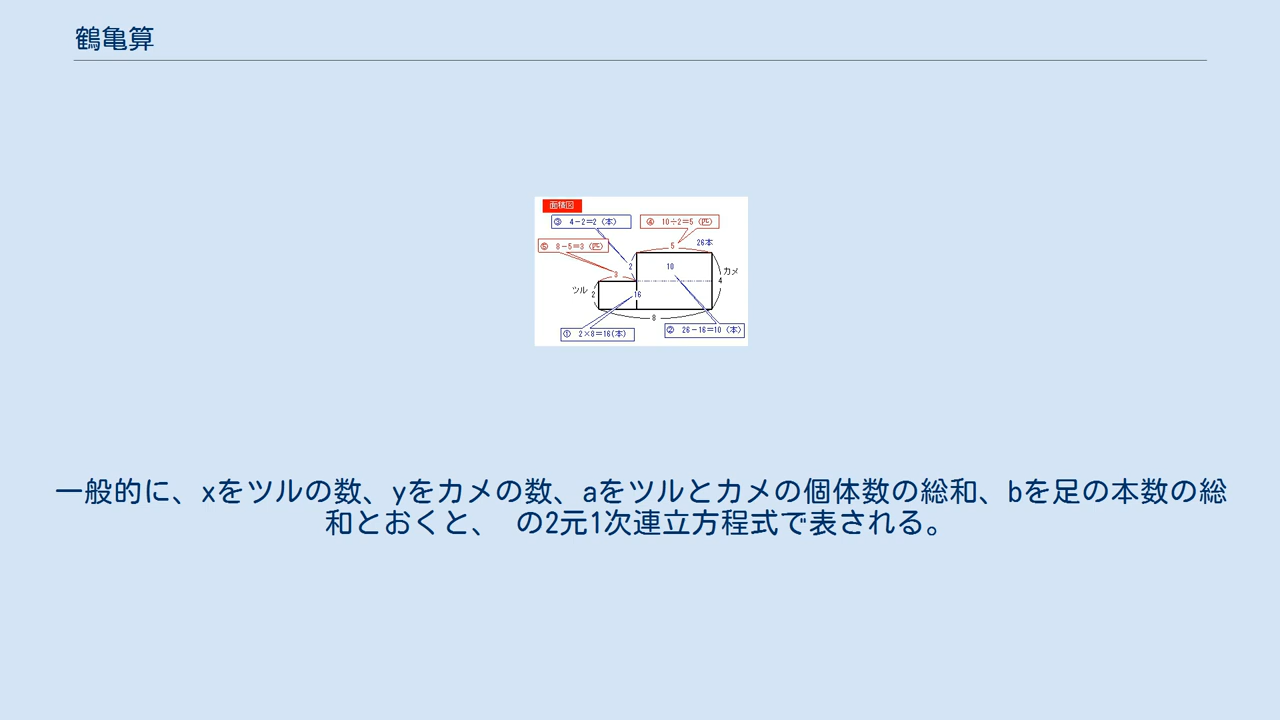 鶴亀算
面積図
③ 4－2＝2（本）
④ 10÷2＝5（匹）
⑤ 8－5＝3（匹）
5
26本
2
10
カメ
4
3
ツル
2
16
8
① 2×8＝16(本)
② 26－16＝10（本）
一般的に、xをツルの数、yをカメの数、aをツルとカメの個体数の総和、bを足の本数の総
和とおくと、 の2元1次連立方程式で表される。